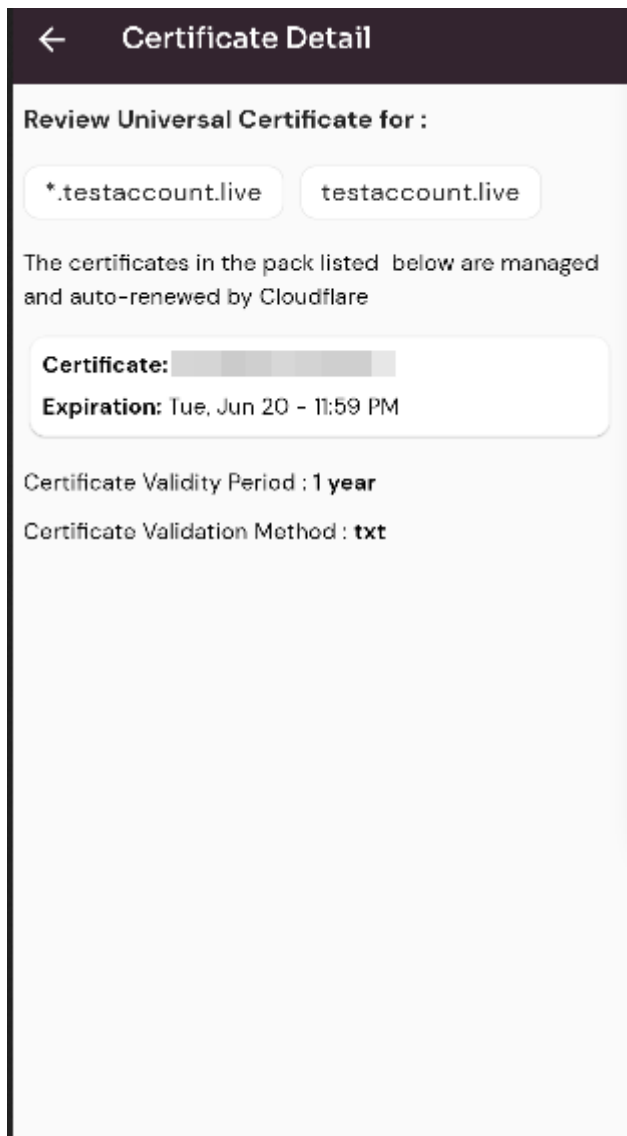 Certificate Detail
Review Universal Certificate for :
*.testaccount.live testaccount.live
The certificates in the pack listed  below are managed
and auto-renewed by Cloudflare
Certificate:
Expiration: Tue, Jun 20 - 11:59 PM
Certificate Validity Period : 1 year
Certificate Validation Method : txt